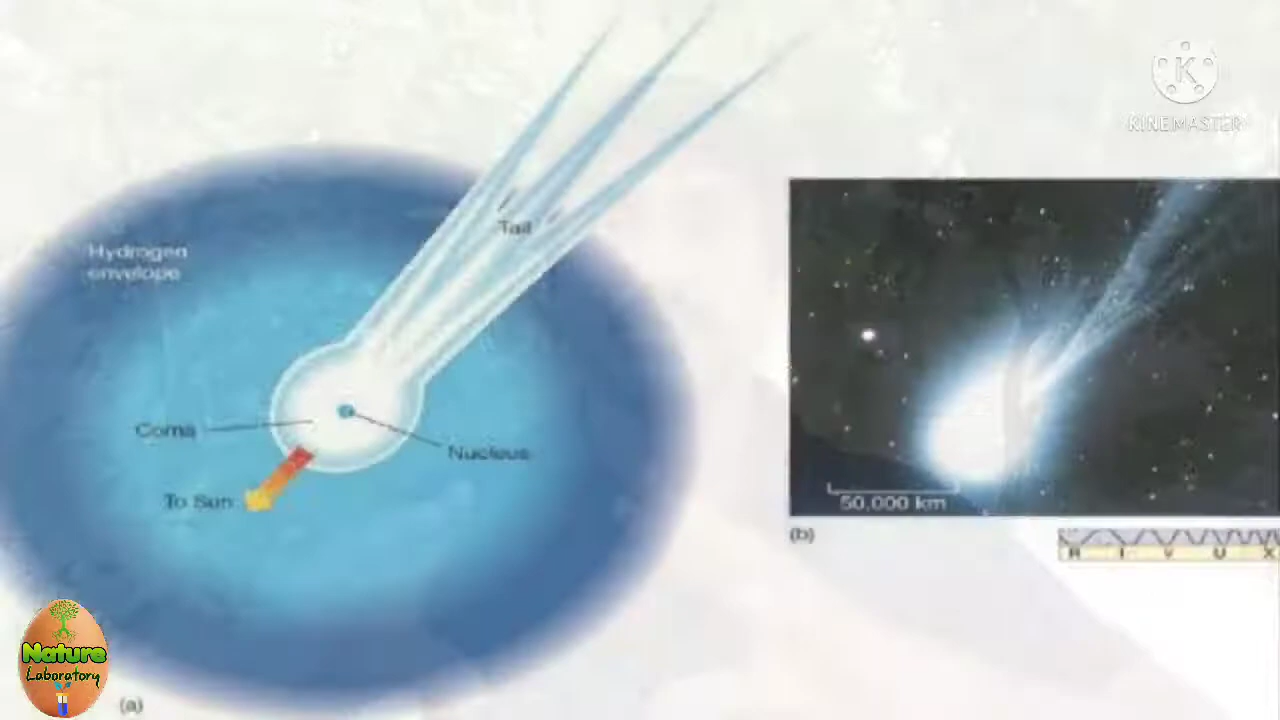 K
KINEMASTER
Tail
Hydrogen
envelope
Coma
Nucleus
To Sun
50,000 km
(b)
R I V U X
Nature
Laboratory
(a)